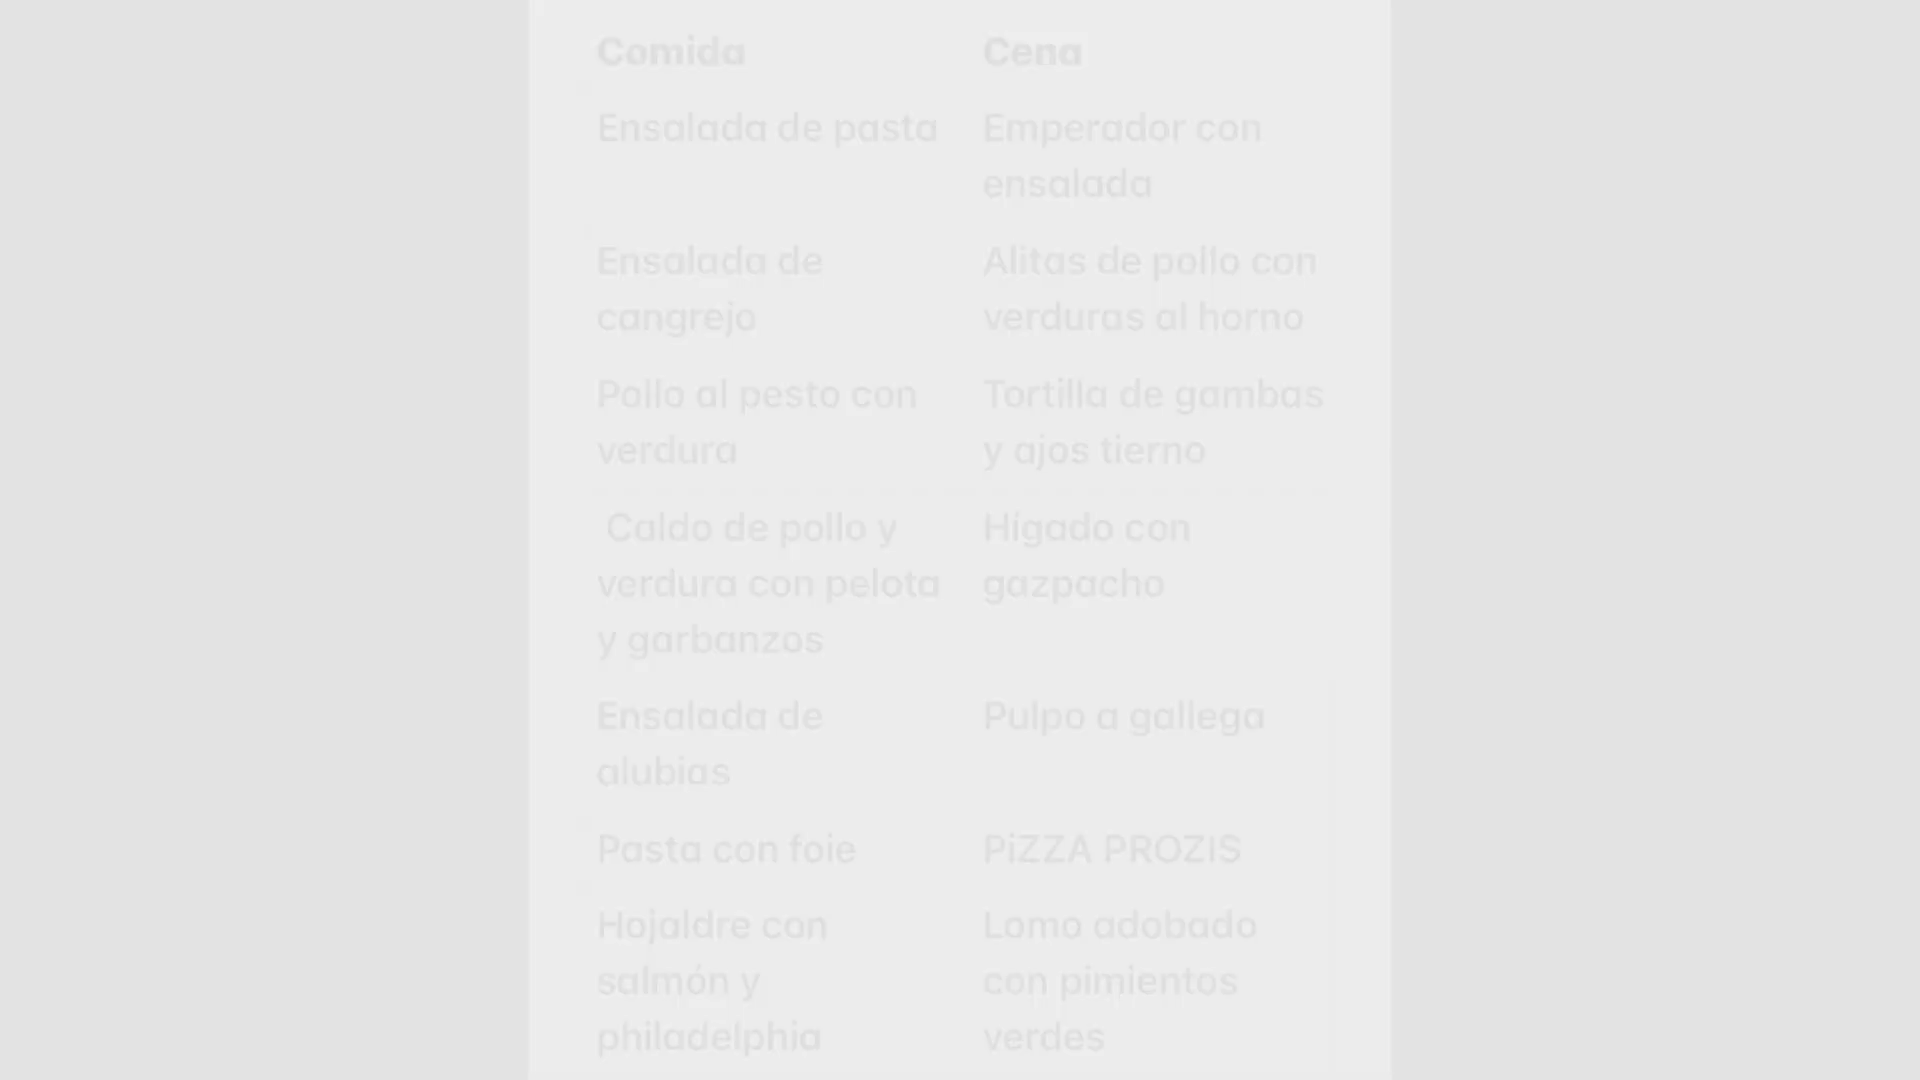 Comida Cena
Ensalada de pasta Emperador con
ensalada
Ensalada de Alitas de pollo con
cangrejo verduras al horno
Pollo al pesto con Tortilla de gambas
verdura y ajos tierno
Caldo de pollo y Hígado con
verdura con pelota gazpacho
y garbanzos
Ensalada de Pulpo a gallega
alubias
Pasta con foie PiZZA PROZIS
Hojaldre con Lomo adobado
salmón y con pimientos
philadelphia verdes